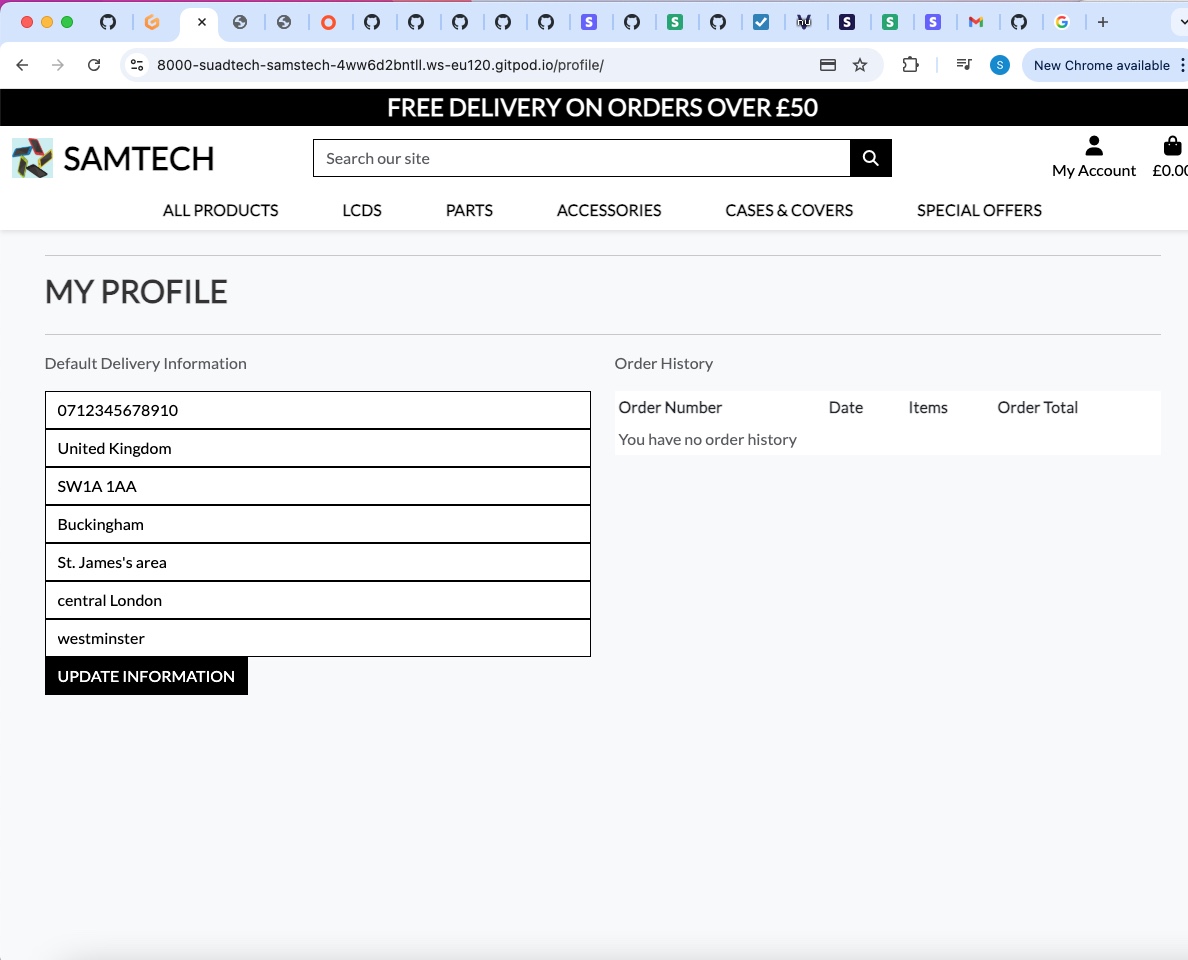 8000-suadtech-samstech-4ww6d2bntll.ws-eu120.gitpod.io/profile/
S
New Chrome available
FREE DELIVERY ON ORDERS OVER £50
SAMTECH
Search our site
My Account
£0.00
ALL PRODUCTS
LCDS
PARTS
ACCESSORIES
CASES & COVERS
SPECIAL OFFERS
MY PROFILE
Default Delivery Information
0712345678910
United Kingdom
SW1A 1AA
Buckingham
St. James's area
central London
westminster
UPDATE INFORMATION
Order History
Order Number Date Items Order Total
You have no order history